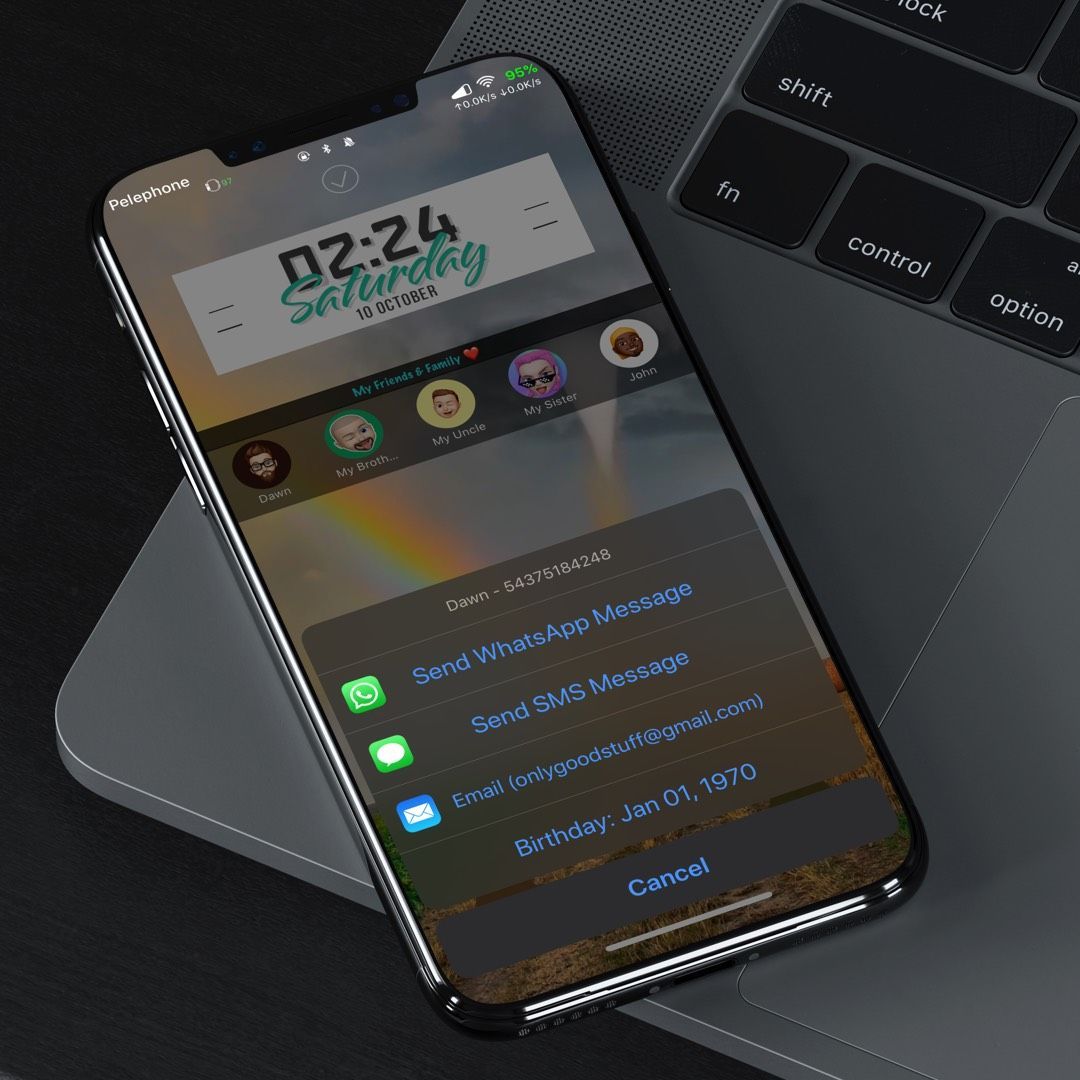 95%
↑0.0K/s ↓0.0K/s
Pelephone
97
02:24
Saturday
10 OCTOBER
My Friends & Family ❤️
Dawn
My Broth...
My Uncle
My Sister
John
Dawn - 54375184248
Send WhatsApp Message
Send SMS Message
Email (onlygoodstuff@gmail.com)
Birthday: Jan 01, 1970
Cancel
shift
fn
control
option